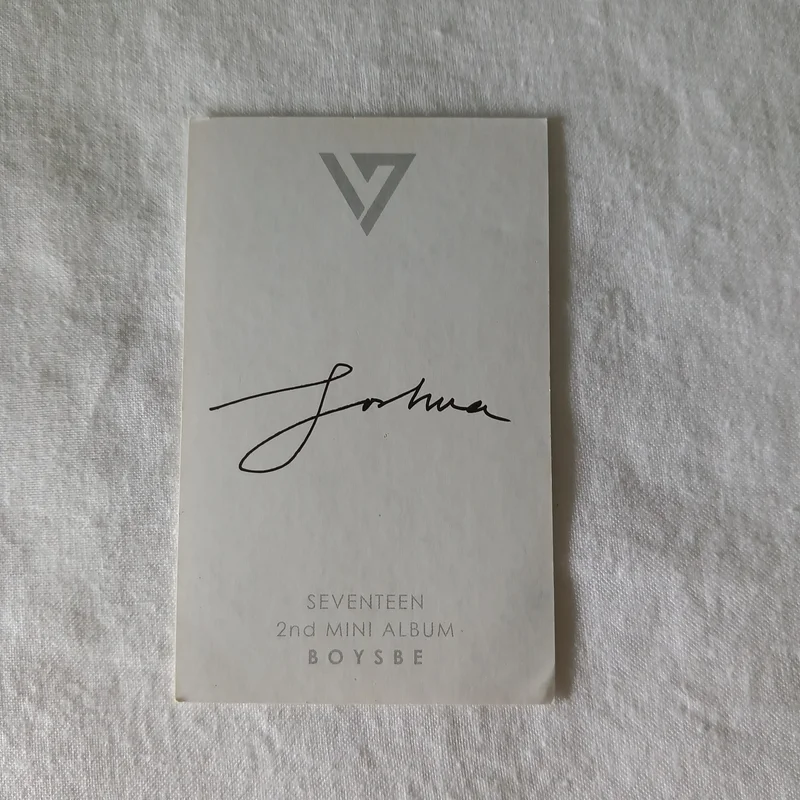 Joshua
SEVENTEEN
2nd MINI ALBUM
BOYSBE